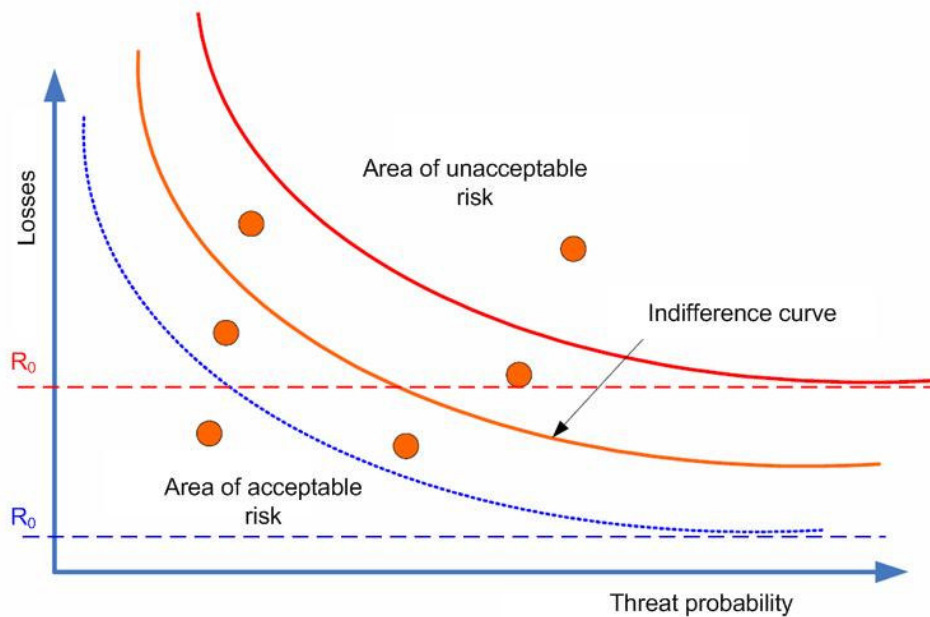 Losses
Area of unacceptable
risk
Indifference curve
R₀
Area of acceptable
risk
R₀
Threat probability